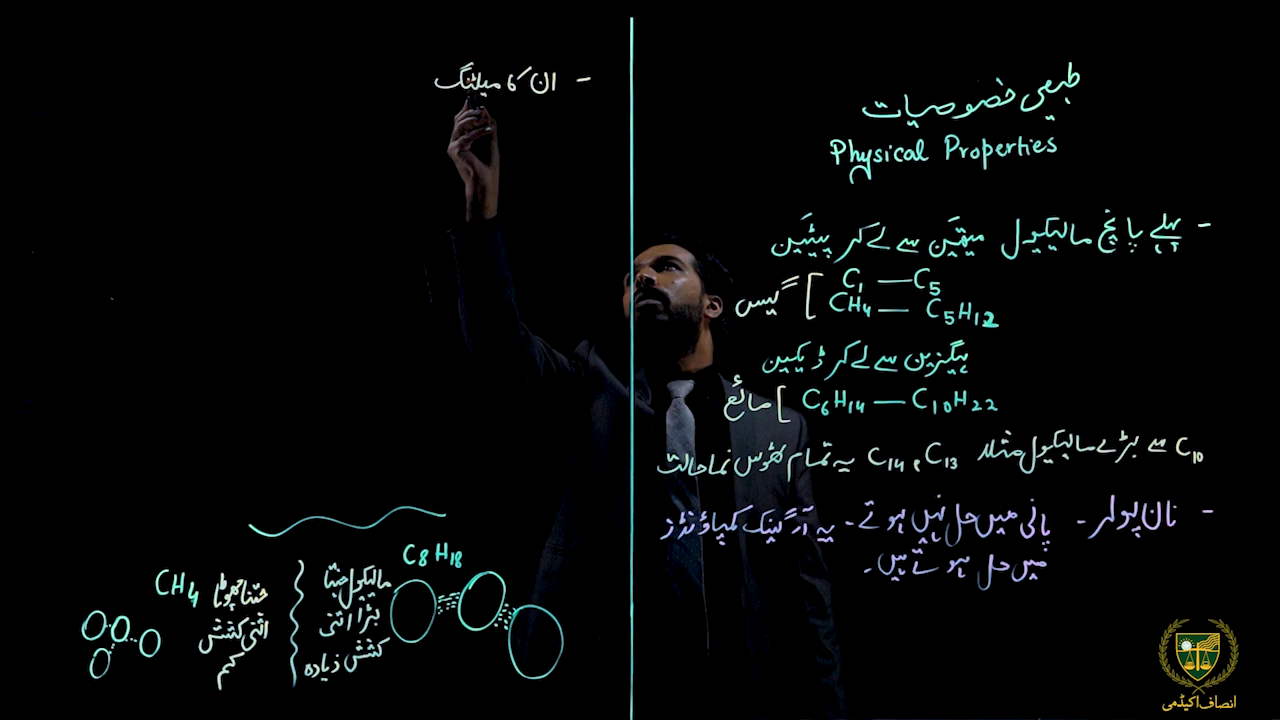 طبیعی خصوصیات
Physical Properties
- پہلے پانچ مالیکیول میتھین سے لے کر پینٹین
C₁ — C₅
CH₄ — C₅H₁₂ ] گیس
ہیگزین سے لے کر ڈیکین
C₆H₁₄ — C₁₀H₂₂ ] مائع
C₁₀ سے بڑے مالیکیول مثلاً C₁₃ , C₁₄ یہ تمام ٹھوس نما حالت
- نان پولر - پانی میں حل نہیں ہوتے - یہ آرگینک کمپاؤنڈز
میں حل ہوتے ہیں -
- ان کا میلٹنگ
C8H₁₈
مالیکیول جتنا
بڑا اتنی
کشش زیادہ
CH₄
جتنا چھوٹا
اتنی کشش
کم
انصاف اکیڈمی